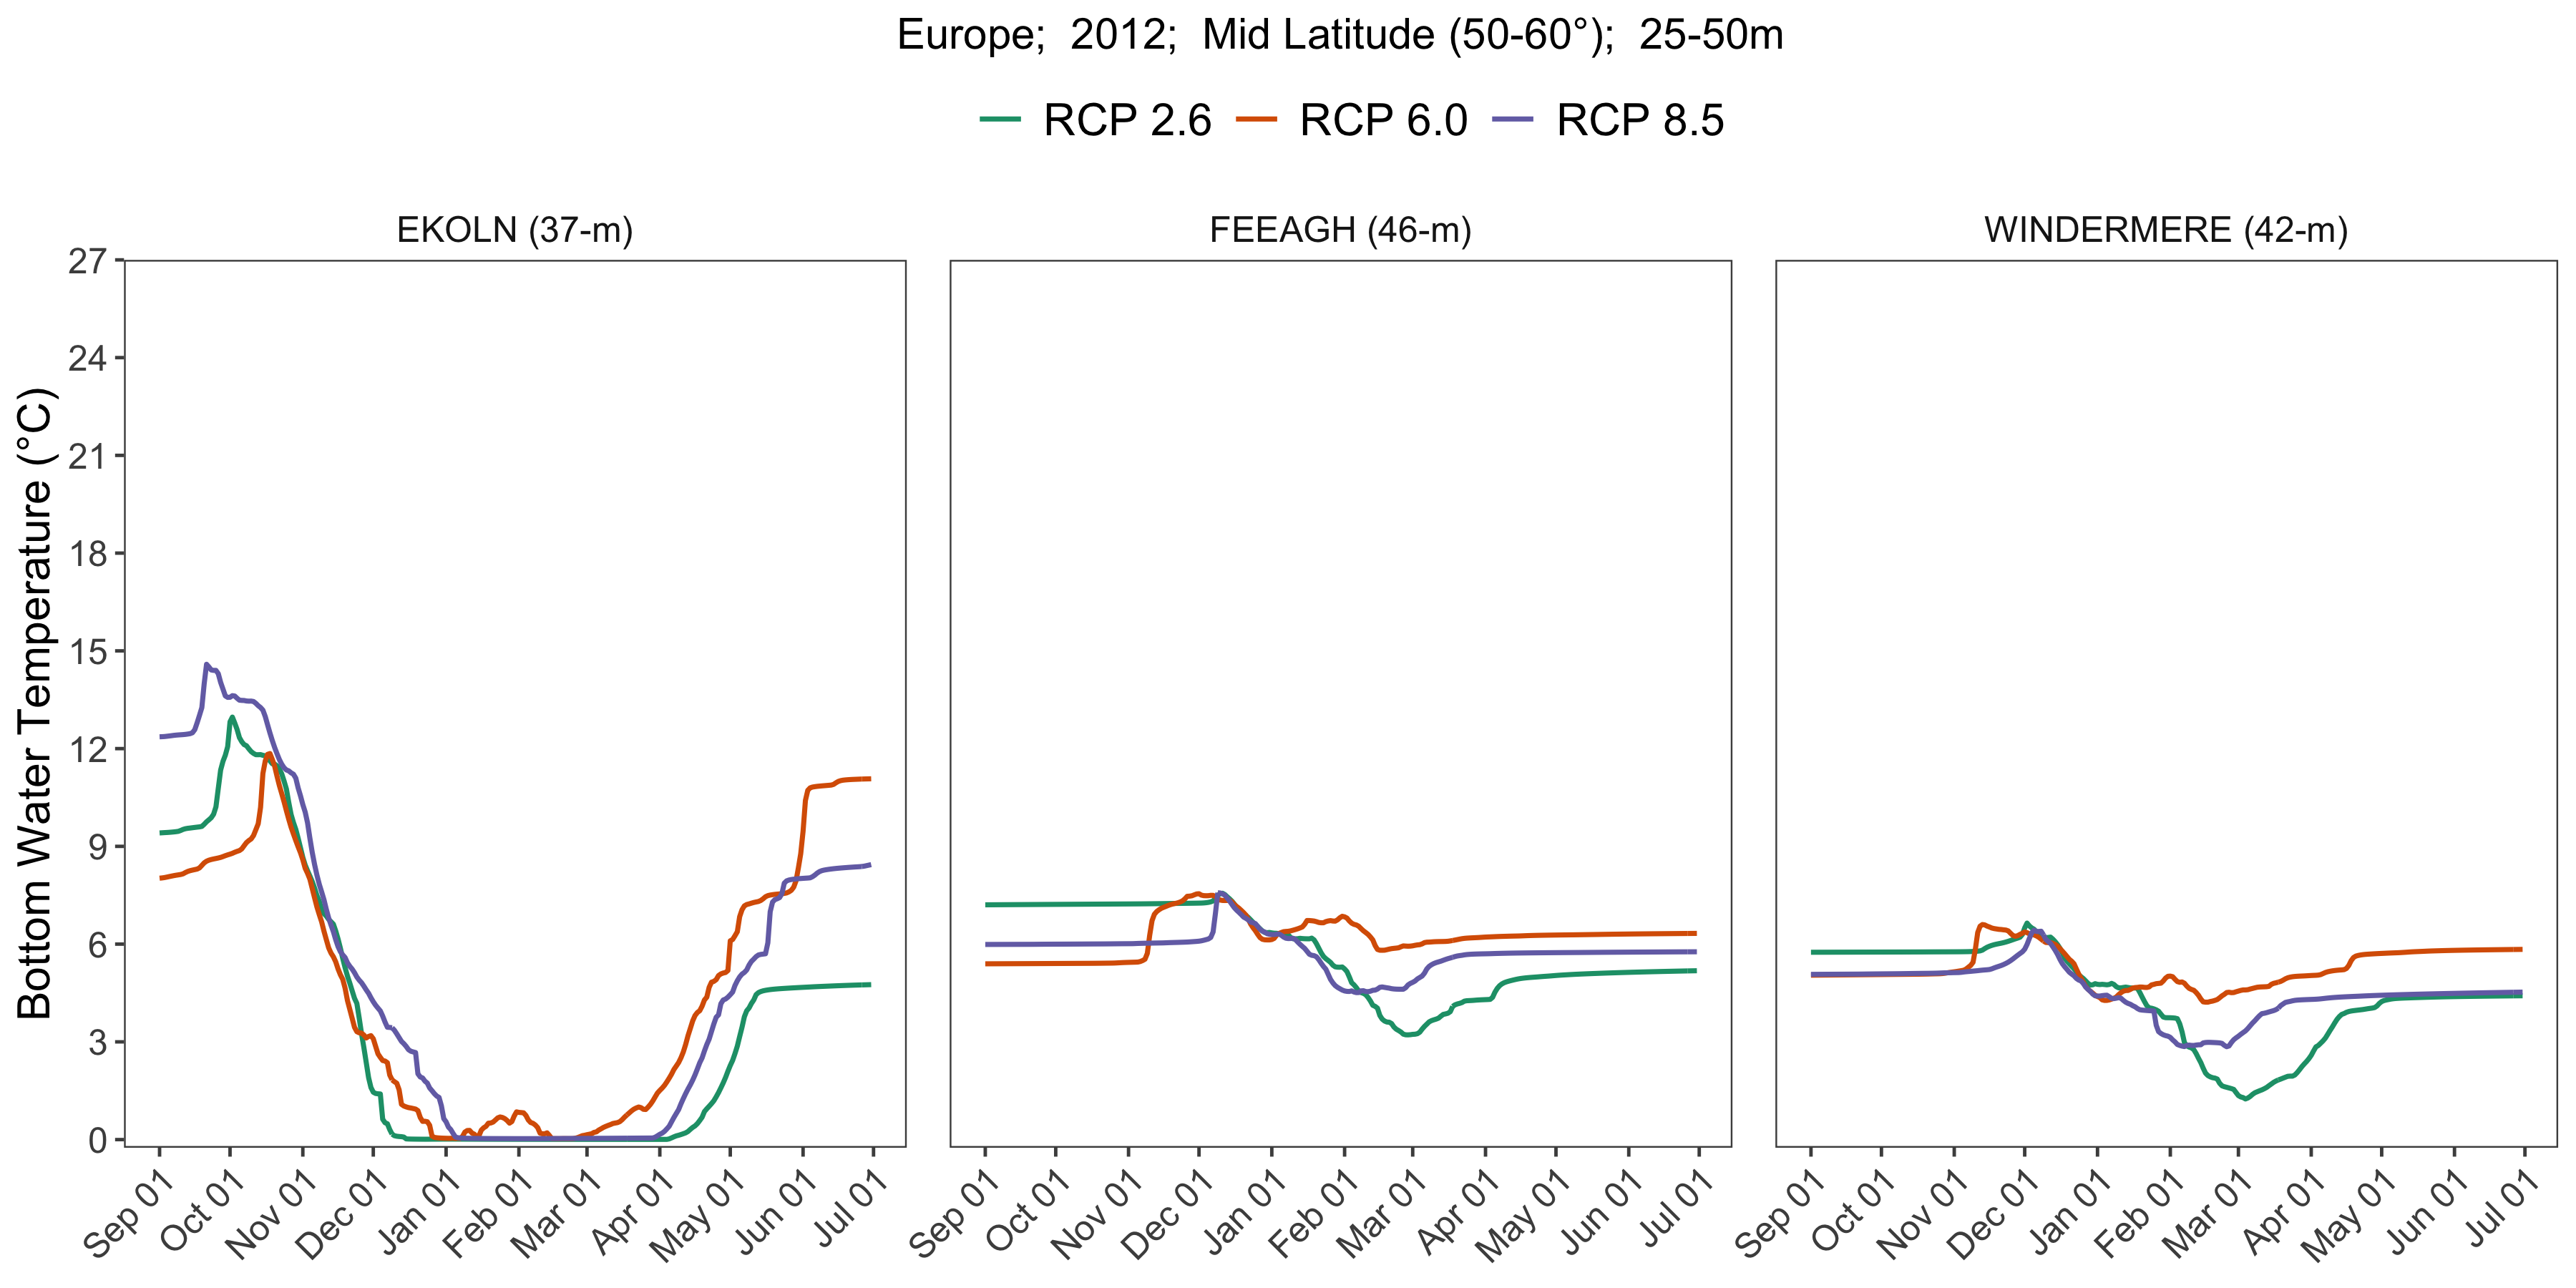 Europe;  2012;  Mid Latitude (50-60°);  25-50m
RCP 2.6 RCP 6.0 RCP 8.5
EKOLN (37-m) FEEAGH (46-m) WINDERMERE (42-m)
Bottom Water Temperature (°C)
27
24
21
18
15
12
9
6
3
0
Sep 01 Oct 01 Nov 01 Dec 01 Jan 01 Feb 01 Mar 01 Apr 01 May 01 Jun 01 Jul 01
Sep 01 Oct 01 Nov 01 Dec 01 Jan 01 Feb 01 Mar 01 Apr 01 May 01 Jun 01 Jul 01
Sep 01 Oct 01 Nov 01 Dec 01 Jan 01 Feb 01 Mar 01 Apr 01 May 01 Jun 01 Jul 01